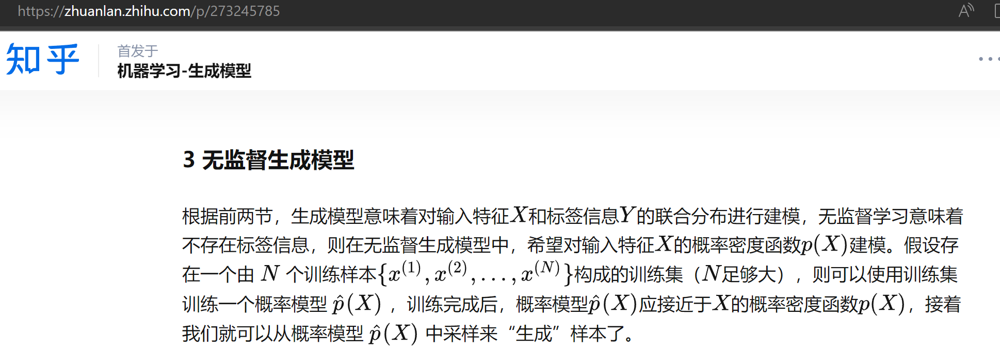 https://zhuanlan.zhihu.com/p/273245785
知乎
首发于
机器学习-生成模型
3 无监督生成模型
根据前两节，生成模型意味着对输入特征X和标签信息Y的联合分布进行建模，无监督学习意味着
不存在标签信息，则在无监督生成模型中，希望对输入特征X的概率密度函数p(X)建模。假设存
在一个由 N 个训练样本{x^{(1)}, x^{(2)}, ..., x^{(N)}}构成的训练集（N足够大），则可以使用训练集
训练一个概率模型 p̂(X) ，训练完成后，概率模型p̂(X)应接近于X的概率密度函数p(X)，接着
我们就可以从概率模型 p̂(X) 中采样来“生成”样本了。